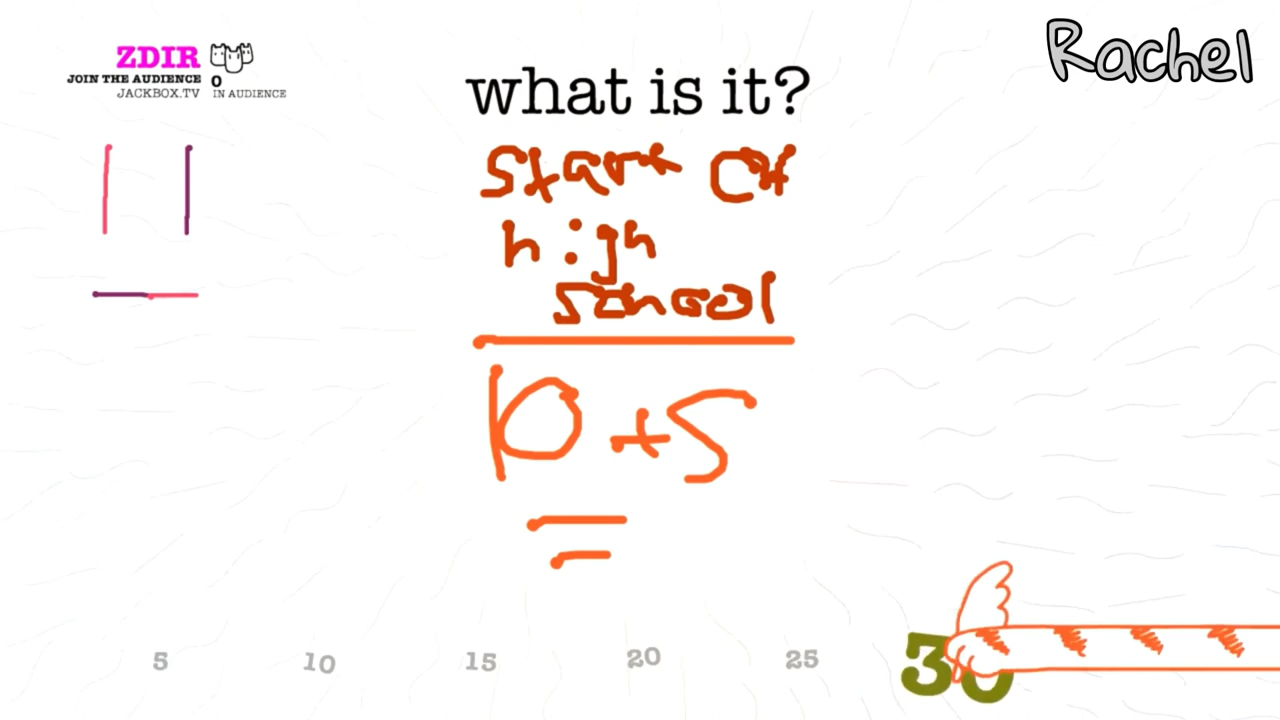 ZDIR
JOIN THE AUDIENCE 0
JACKBOX.TV IN AUDIENCE
Rachel
what is it?
Start of
high
school
10 + 5
=
5 10 15 20 25 30